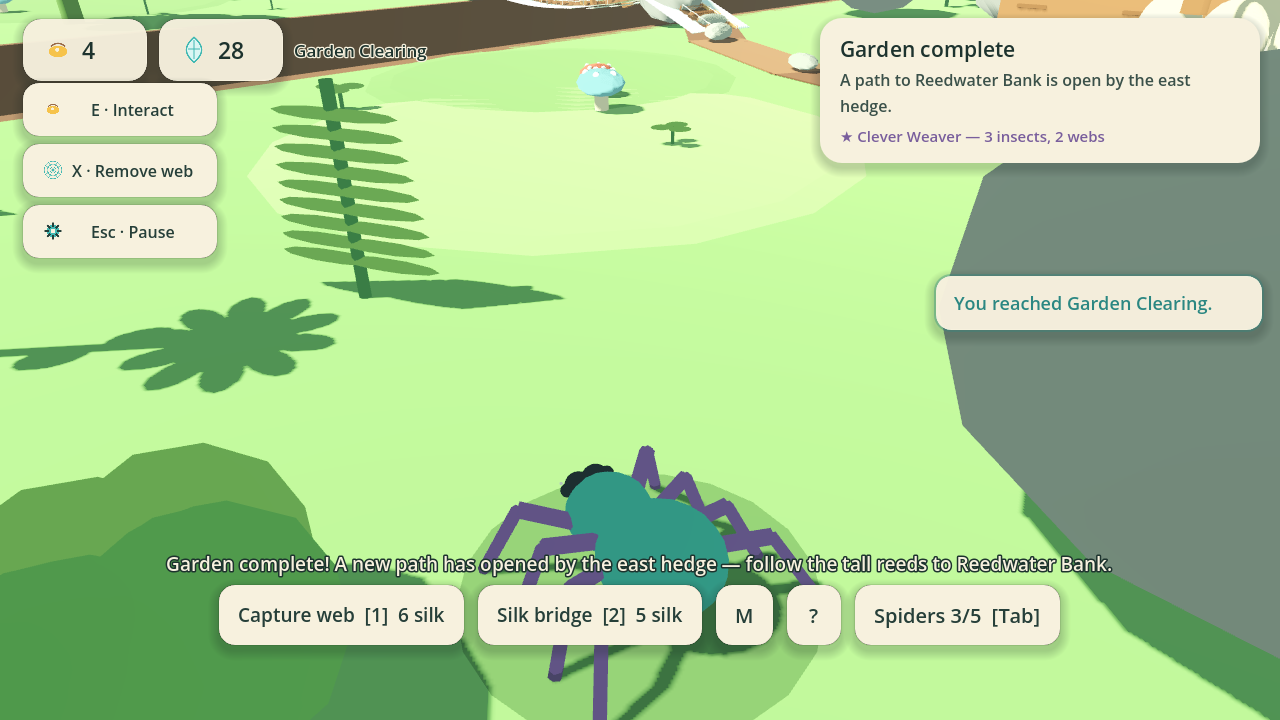 4
28
Garden Clearing
E · Interact
X · Remove web
Esc · Pause
Garden complete
A path to Reedwater Bank is open by the east
hedge.
★ Clever Weaver — 3 insects, 2 webs
You reached Garden Clearing.
Garden complete! A new path has opened by the east hedge — follow the tall reeds to Reedwater Bank.
Capture web [1] 6 silk
Silk bridge [2] 5 silk
M
?
Spiders 3/5 [Tab]